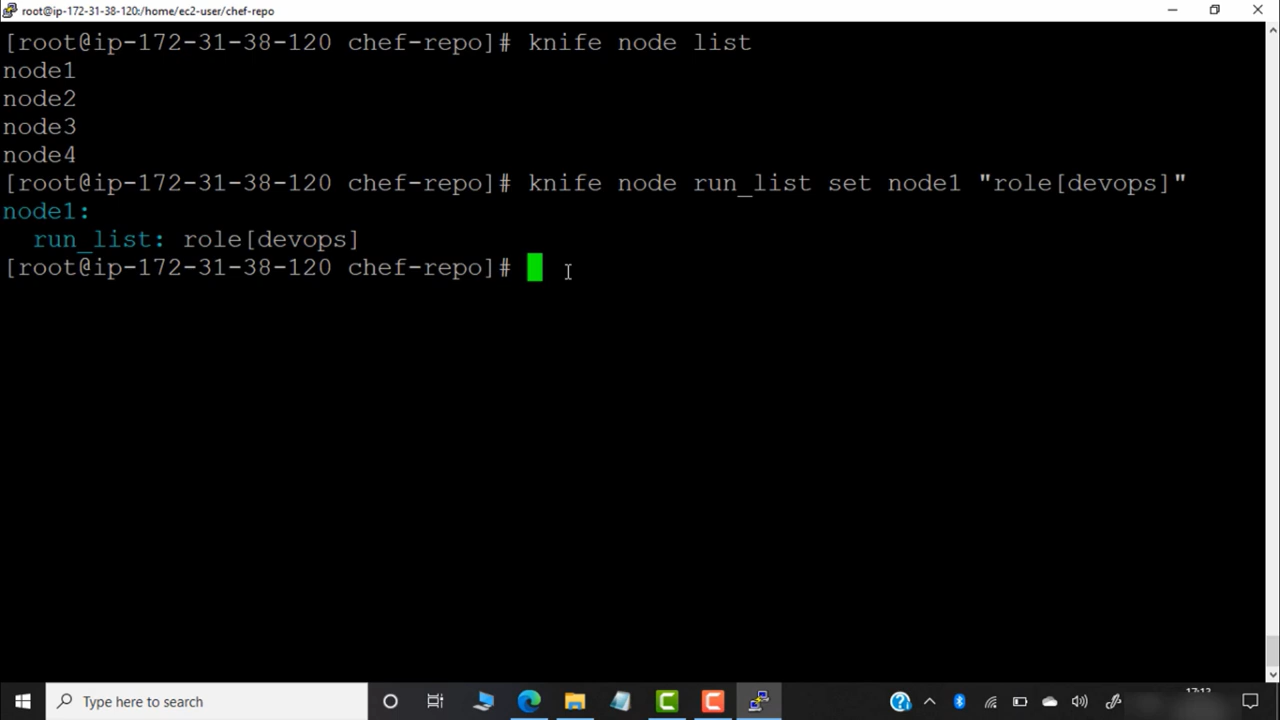 root@ip-172-31-38-120:/home/ec2-user/chef-repo
[root@ip-172-31-38-120 chef-repo]# knife node list
node1
node2
node3
node4
[root@ip-172-31-38-120 chef-repo]# knife node run_list set node1 "role[devops]"
node1:
  run_list: role[devops]
[root@ip-172-31-38-120 chef-repo]#
Type here to search